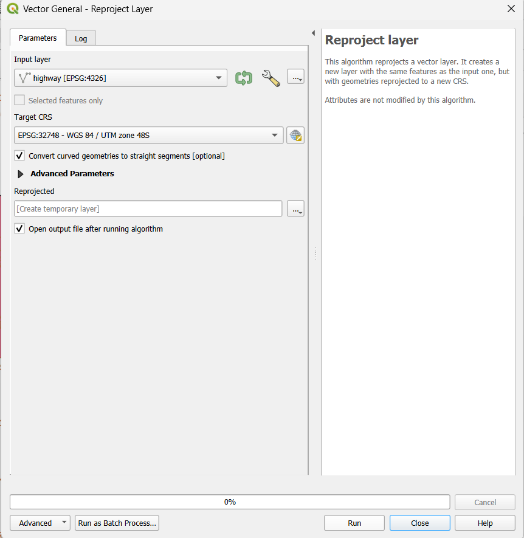 Vector General - Reproject Layer
Parameters
Log
Input layer
highway [EPSG:4326]
...
Selected features only
Target CRS
EPSG:32748 - WGS 84 / UTM zone 48S
Convert curved geometries to straight segments [optional]
Advanced Parameters
Reprojected
[Create temporary layer]
...
Open output file after running algorithm
Reproject layer
This algorithm reprojects a vector layer. It creates a
new layer with the same features as the input one, but
with geometries reprojected to a new CRS.
Attributes are not modified by this algorithm.
0%
Cancel
Advanced
Run as Batch Process...
Run
Close
Help